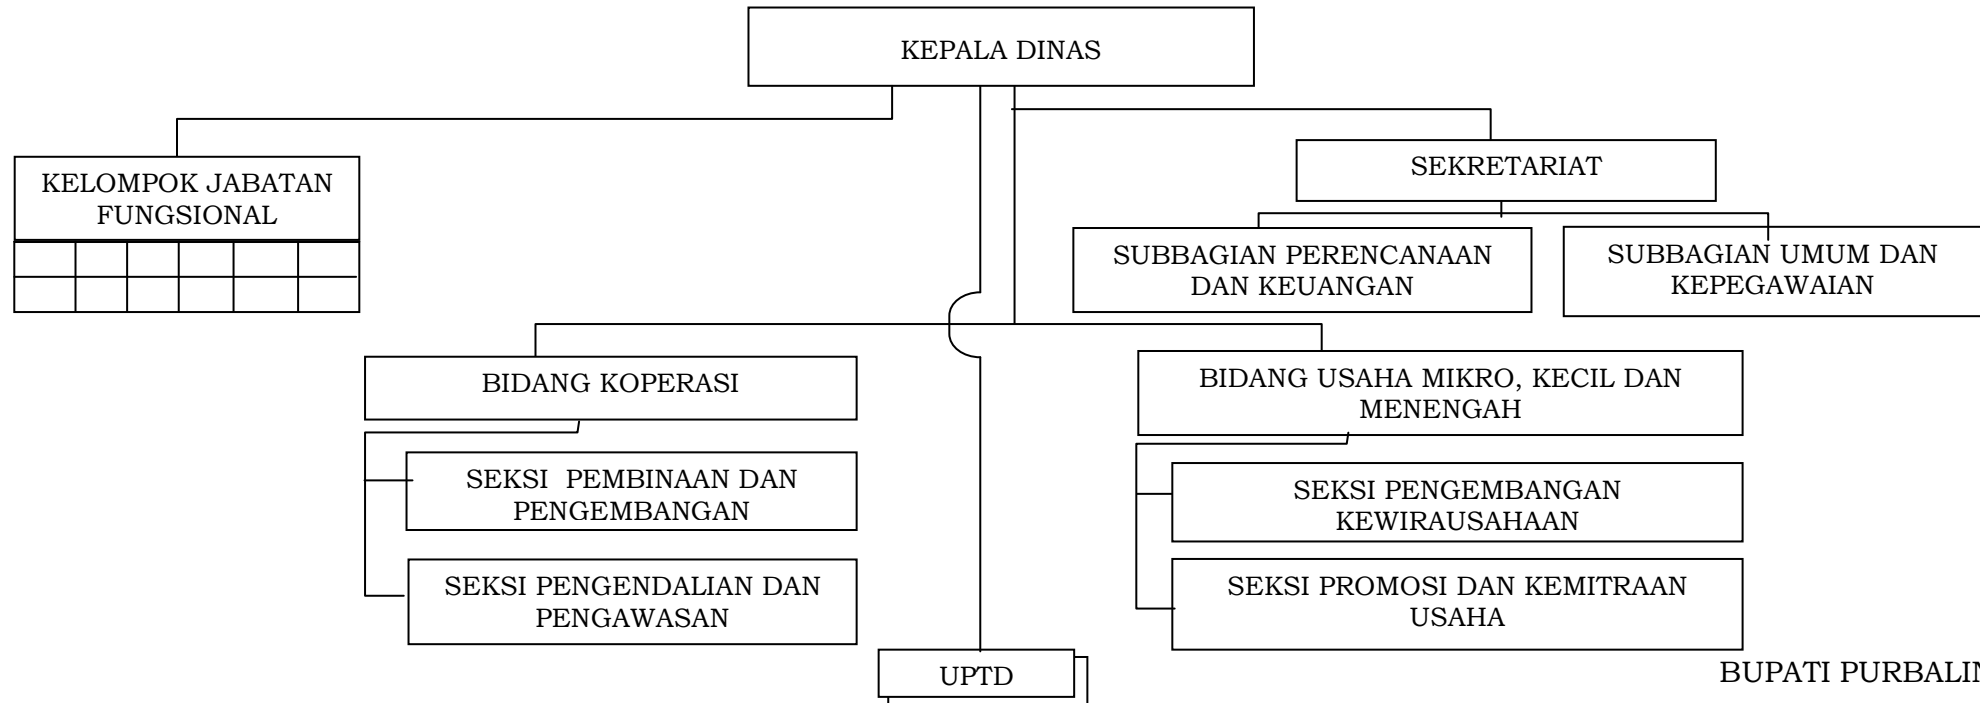 KEPALA DINAS
KELOMPOK JABATAN
FUNGSIONAL
SEKRETARIAT
SUBBAGIAN PERENCANAAN
DAN KEUANGAN
SUBBAGIAN UMUM DAN
KEPEGAWAIAN
BIDANG KOPERASI
SEKSI  PEMBINAAN DAN
PENGEMBANGAN
SEKSI PENGENDALIAN DAN
PENGAWASAN
BIDANG USAHA MIKRO, KECIL DAN
MENENGAH
SEKSI PENGEMBANGAN
KEWIRAUSAHAAN
SEKSI PROMOSI DAN KEMITRAAN
USAHA
UPTD
BUPATI